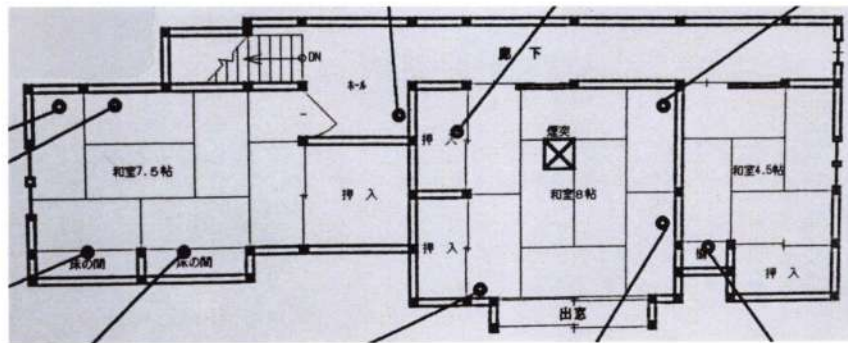 廊下
DN
ホール
押入
煙突
和室7.5帖
和室8帖
和室4.5帖
押入
押入
床の間
床の間
押入
出窓